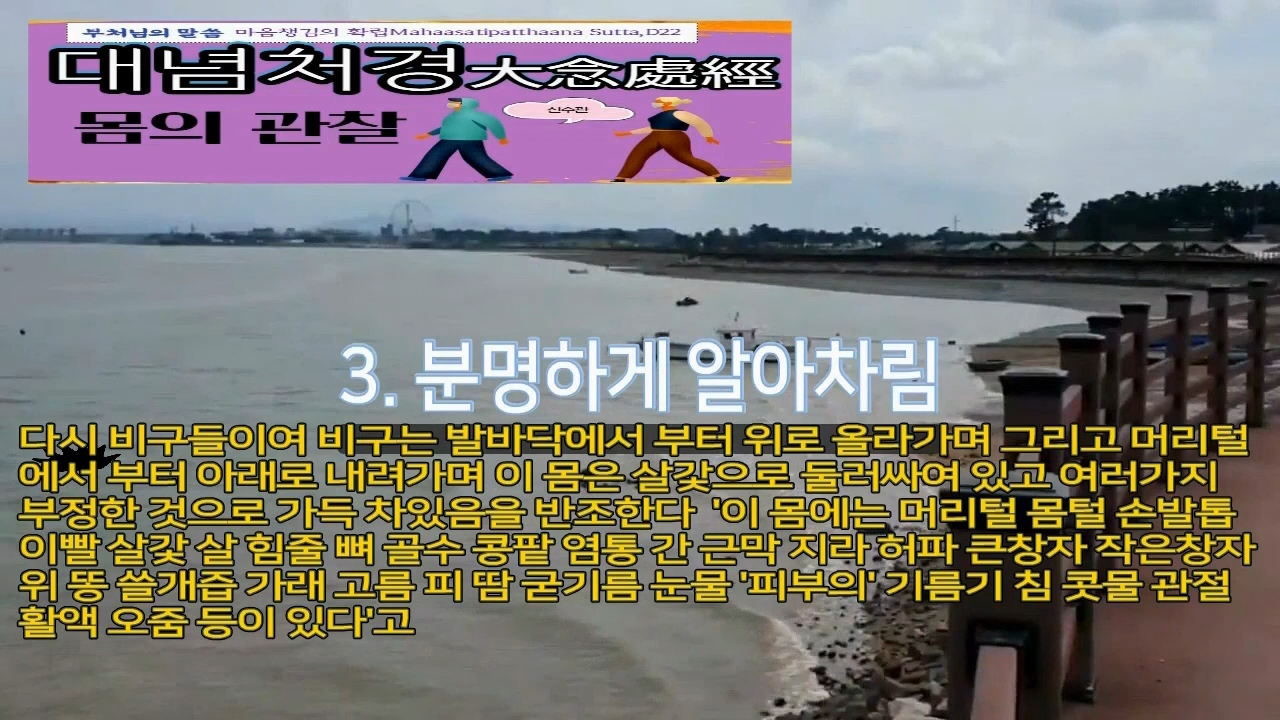 부처님의 말씀 마음챙김의 확립Mahaasatipatthaana Sutta,D22
대념처경大念處經
몸의 관찰
신수진
3. 분명하게 알아차림
다시 비구들이여 비구는 발바닥에서 부터 위로 올라가며 그리고 머리털
에서 부터 아래로 내려가며 이 몸은 살갗으로 둘러싸여 있고 여러가지
부정한 것으로 가득 차있음을 반조한다 '이 몸에는 머리털 몸털 손발톱
이빨 살갗 살 힘줄 뼈 골수 콩팥 염통 간 근막 지라 허파 큰창자 작은창자
위 똥 쓸개즙 가래 고름 피 땀 굳기름 눈물 '피부의' 기름기 침 콧물 관절
활액 오줌 등이 있다'고